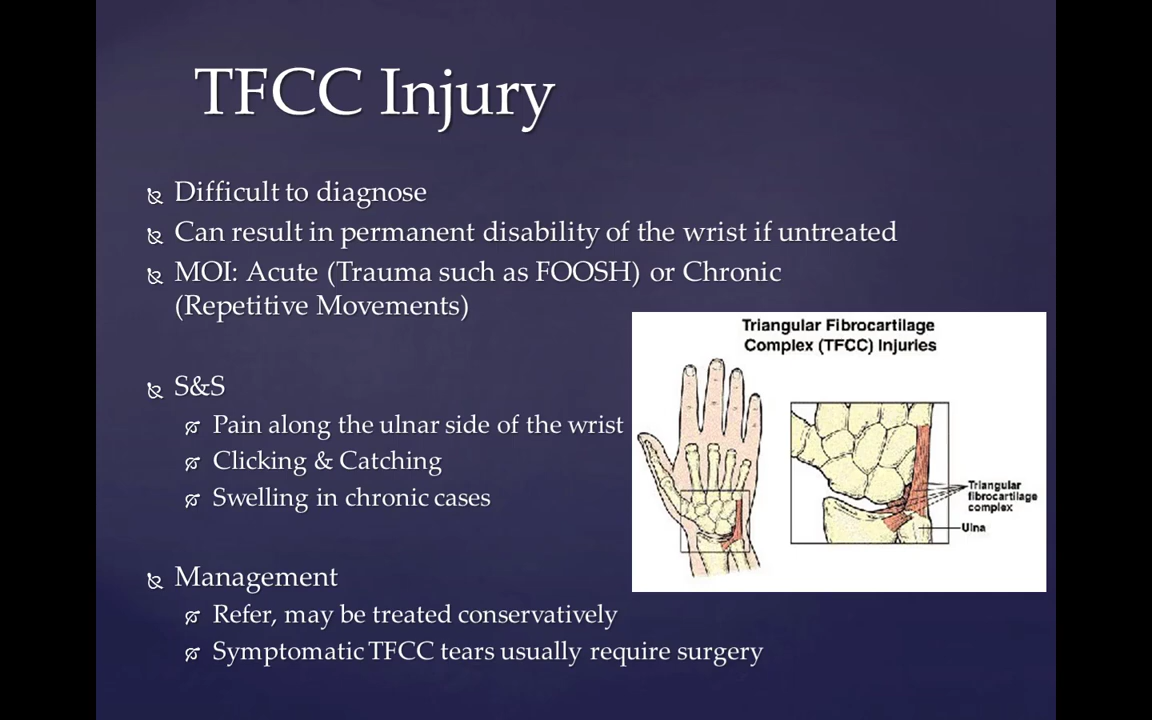 TFCC Injury
Difficult to diagnose
Can result in permanent disability of the wrist if untreated
MOI: Acute (Trauma such as FOOSH) or Chronic
(Repetitive Movements)
S&S
Pain along the ulnar side of the wrist
Clicking & Catching
Swelling in chronic cases
Management
Refer, may be treated conservatively
Symptomatic TFCC tears usually require surgery
Triangular Fibrocartilage
Complex (TFCC) Injuries
Triangular
fibrocartilage
complex
Ulna